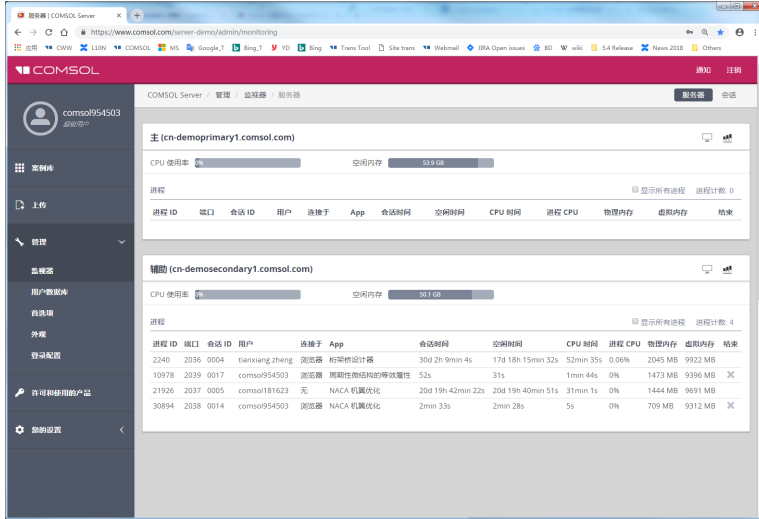 服务器 | COMSOL Server
https://www.comsol.com/server-demo/admin/monitoring
应用 CWW L10N COMSOL MS Google_T Bing_T YD Bing Trans Tool Site trans Webmail JIRA Open issues BD W wiki 5.4 Release News 2018 Others
COMSOL 通知 注销
comsol954503
超级用户
案例库
上传
管理
监视器
用户数据库
首选项
外观
登录配置
许可和使用的产品
您的设置
COMSOL Server / 管理 / 监视器 / 服务器 服务器 会话
主 (cn-demoprimary1.comsol.com)
CPU 使用率 0% 空闲内存 53.9 GB
进程 显示所有进程 进程计数: 0
进程 ID 端口 会话 ID 用户 连接于 App 会话时间 空闲时间 CPU 时间 进程 CPU 物理内存 虚拟内存 结束
辅助 (cn-demosecondary1.comsol.com)
CPU 使用率 0% 空闲内存 50.1 GB
进程 显示所有进程 进程计数: 4
进程 ID 端口 会话 ID 用户 连接于 App 会话时间 空闲时间 CPU 时间 进程 CPU 物理内存 虚拟内存 结束
2240 2036 0004 tianxiang.zheng 浏览器 桁架桥设计器 30d 2h 9min 4s 17d 18h 15min 32s 52min 35s 0.06% 2045 MB 9922 MB
10978 2039 0017 comsol954503 浏览器 周期性微结构的等效属性 52s 31s 1min 44s 0% 1473 MB 9396 MB
21926 2037 0005 comsol181623 无 NACA 机翼优化 20d 19h 42min 22s 20d 19h 40min 51s 31min 1s 0% 1444 MB 9691 MB
30894 2038 0014 comsol954503 浏览器 NACA 机翼优化 2min 33s 2min 28s 5s 0% 709 MB 9312 MB